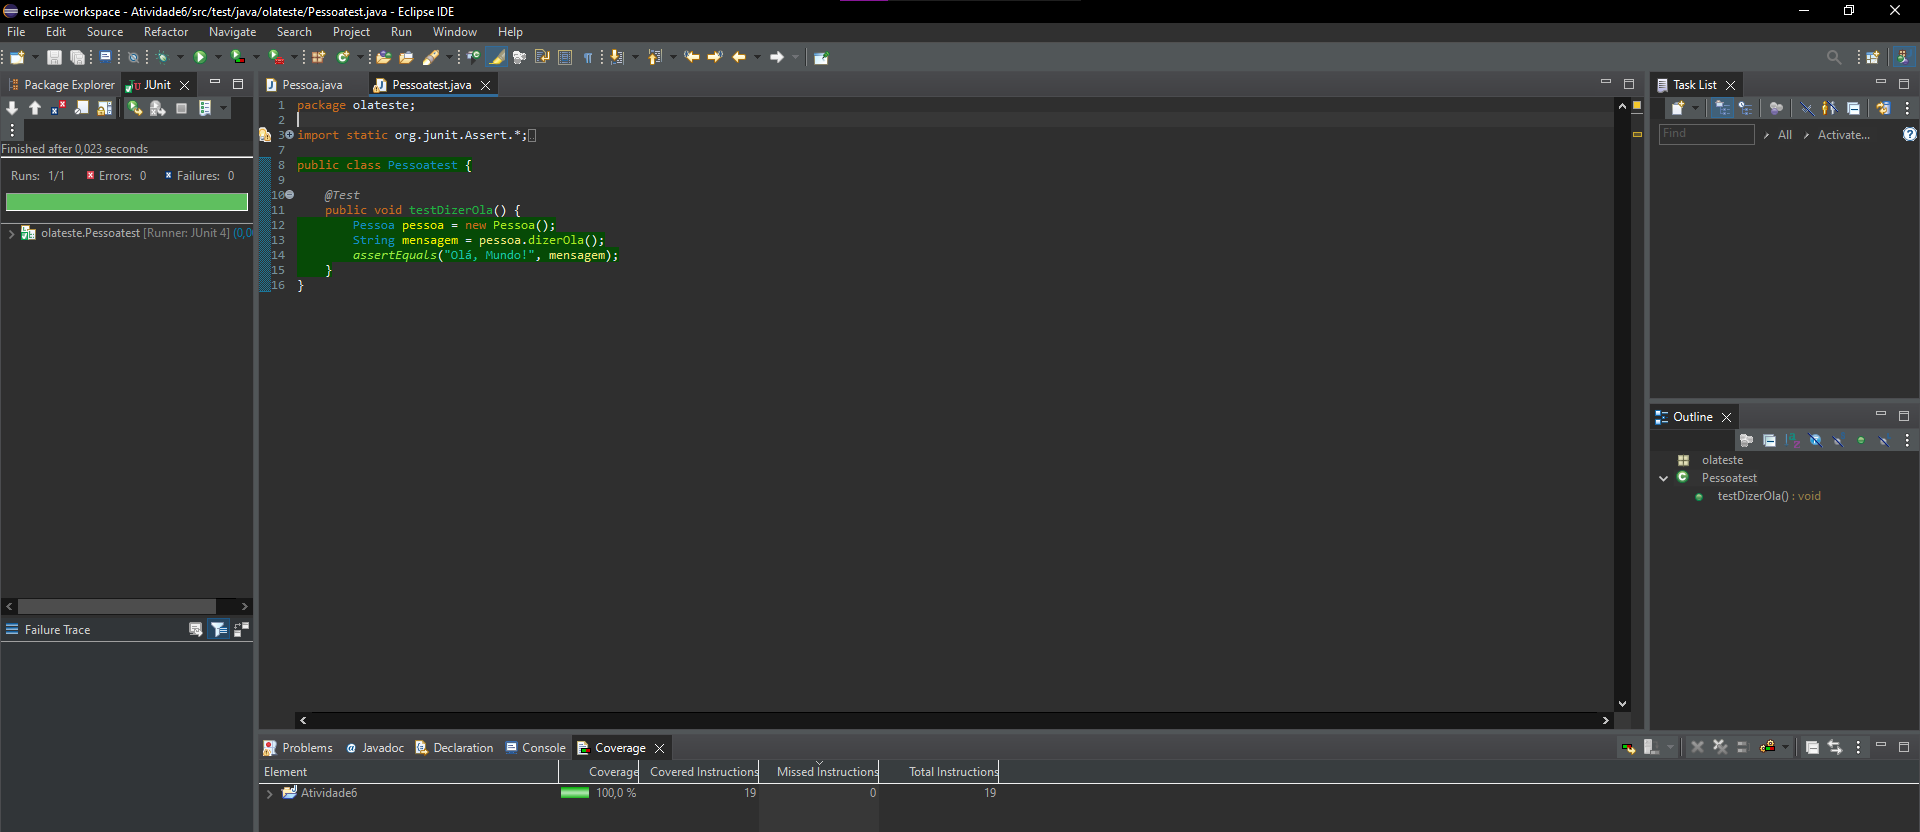 eclipse-workspace - Atividade6/src/test/java/olateste/Pessoatest.java - Eclipse IDE
File Edit Source Refactor Navigate Search Project Run Window Help
Package Explorer JUnit
Finished after 0,023 seconds
Runs: 1/1 Errors: 0 Failures: 0
olateste.Pessoatest [Runner: JUnit 4] (0,0
Failure Trace
Pessoa.java Pessoatest.java
1 package olateste;
2
3 import static org.junit.Assert.*;
7
8 public class Pessoatest {
9
10 @Test
11 public void testDizerOla() {
12 Pessoa pessoa = new Pessoa();
13 String mensagem = pessoa.dizerOla();
14 assertEquals("Olá, Mundo!", mensagem);
15 }
16 }
Task List
Find All Activate...
Outline
olateste
Pessoatest
testDizerOla() : void
Problems Javadoc Declaration Console Coverage
Element Coverage Covered Instructions Missed Instructions Total Instructions
Atividade6 100,0 % 19 0 19